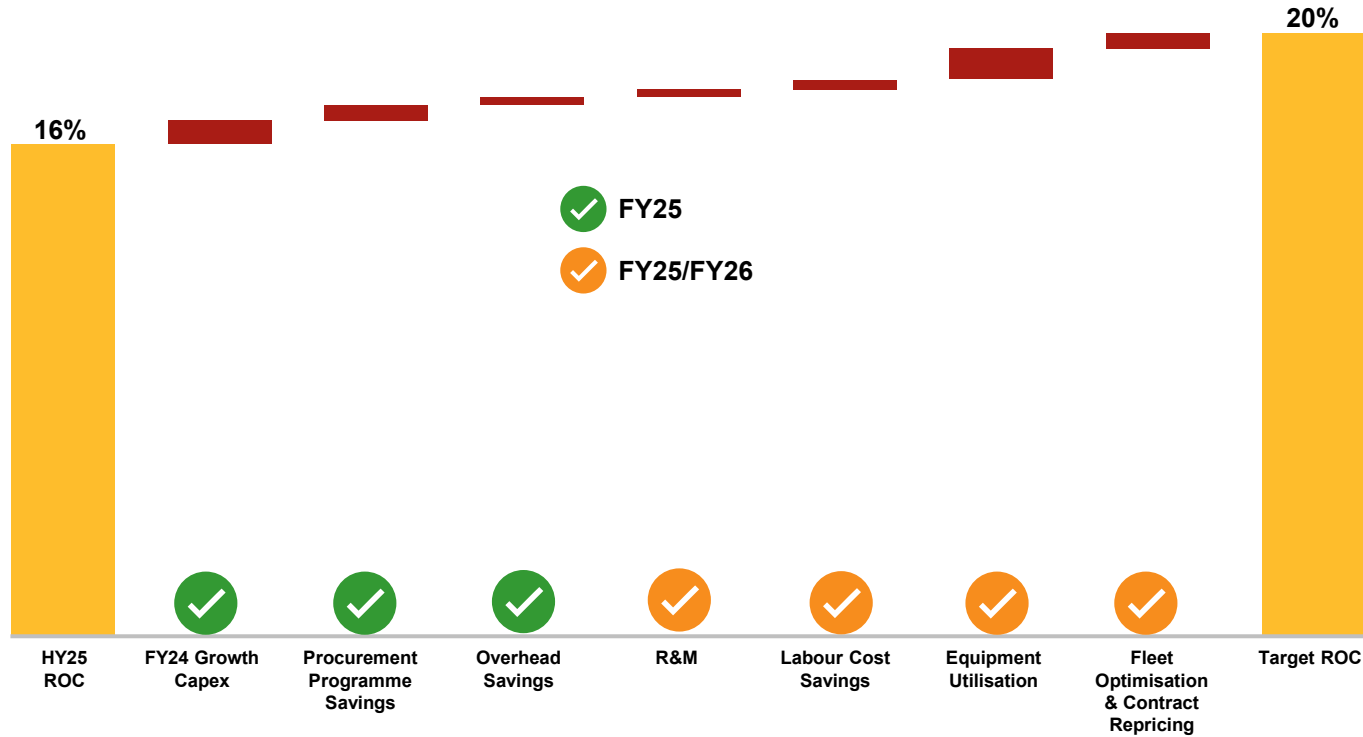 20%
16%
FY25
FY25/FY26
HY25
ROC
FY24 Growth
Capex
Procurement
Programme
Savings
Overhead
Savings
R&M
Labour Cost
Savings
Equipment
Utilisation
Fleet
Optimisation
& Contract
Repricing
Target ROC